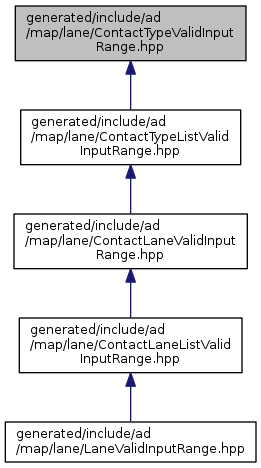 generated/include/ad
/map/lane/ContactTypeValidInput
Range.hpp
generated/include/ad
/map/lane/ContactTypeListValid
InputRange.hpp
generated/include/ad
/map/lane/ContactLaneValidInput
Range.hpp
generated/include/ad
/map/lane/ContactLaneListValid
InputRange.hpp
generated/include/ad
/map/lane/LaneValidInputRange.hpp